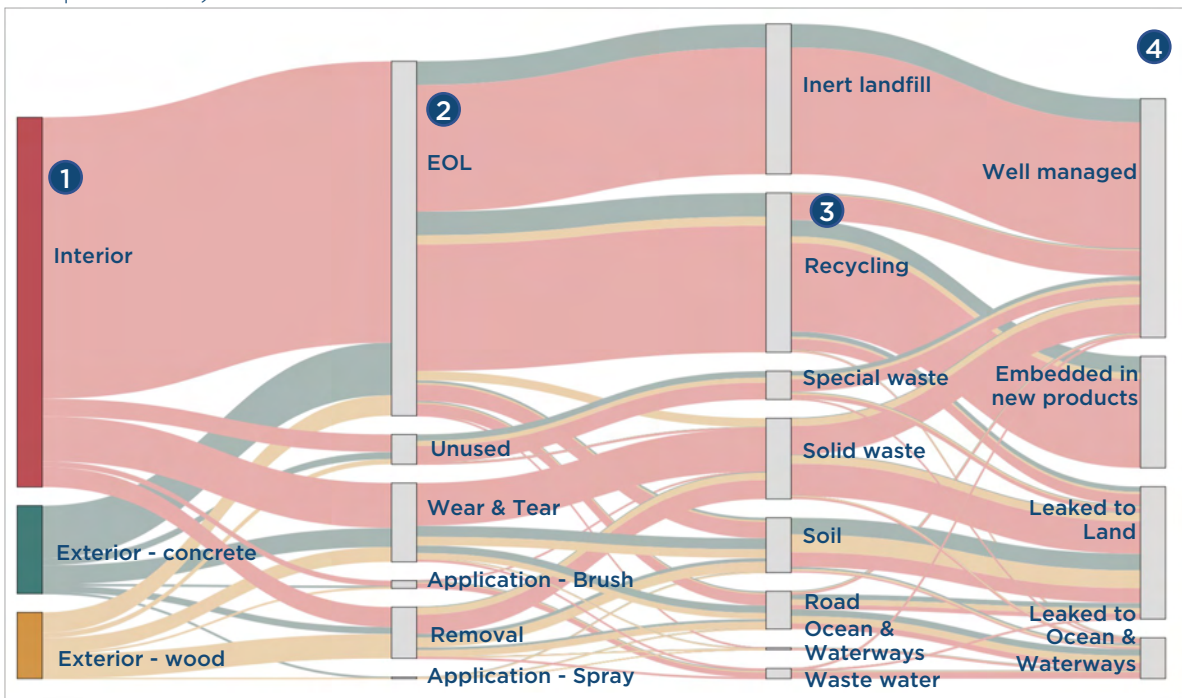 4
Inert landfill
2
EOL
Well managed
1
3
Interior
Recycling
Special waste
Embedded in
new products
Unused
Solid waste
Wear & Tear
Leaked to
Land
Exterior - concrete
Soil
Application - Brush
Road
Leaked to
Ocean &
Waterways
Removal
Ocean &
Waterways
Exterior - wood
Application - Spray
Waste water